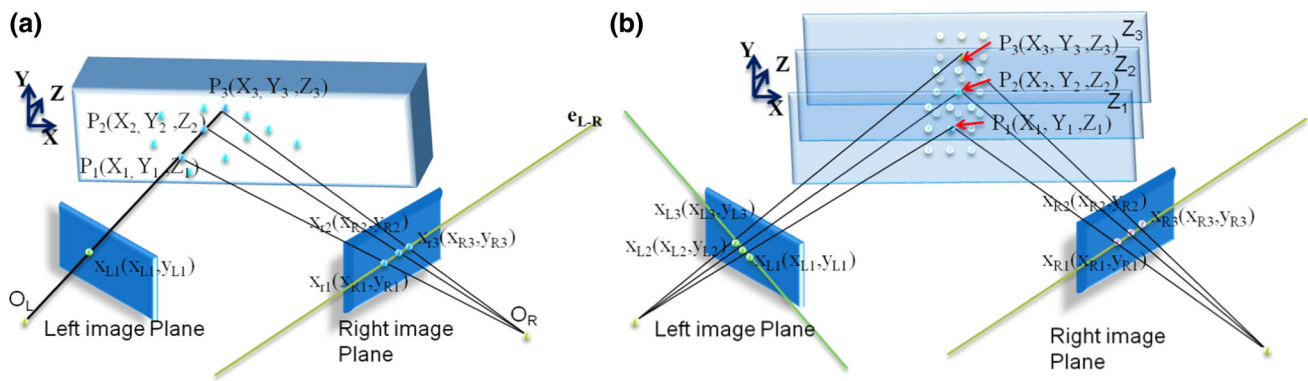 (a)
Y
Z
X
P3(X3, Y3 ,Z3)
P2(X2, Y2 ,Z2)
P1(X1, Y1 ,Z1)
eL-R
xr2(xR2,yR2)
xr3(xR3,yR3)
xL1(xL1,yL1)
xr1(xR1,yR1)
OL
OR
Left image Plane
Right image
Plane
(b)
Y
Z
X
Z3
P3(X3, Y3 ,Z3)
Z2
P2(X2, Y2 ,Z2)
Z1
P1(X1, Y1 ,Z1)
xL3(xL3,yL3)
xL2(xL2,yL2)
xL1(xL1,yL1)
xR2(xR2,yR2)
xR3(xR3,yR3)
xR1(xR1,yR1)
Left image Plane
Right image
Plane